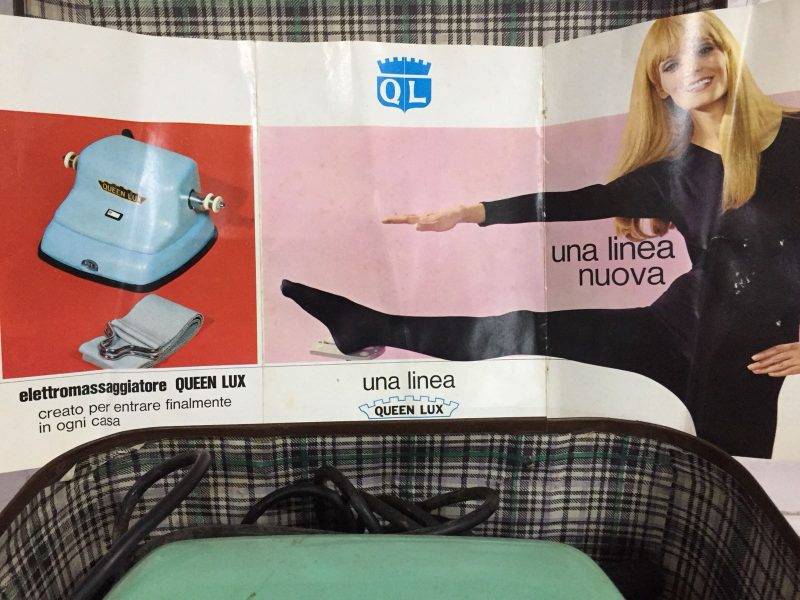 QL
QUEEN LUX
una linea
nuova
elettromassaggiatore QUEEN LUX
creato per entrare finalmente
in ogni casa
una linea
QUEEN LUX